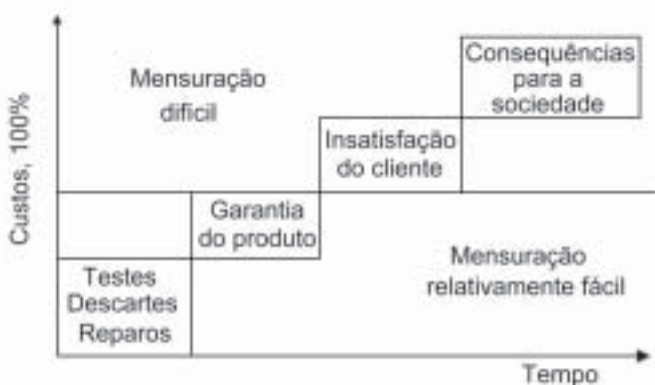 Custos, 100%
Mensuração
difícil
Consequências
para a
sociedade
Insatisfação
do cliente
Garantia
do produto
Testes
Descartes
Reparos
Mensuração
relativamente fácil
Tempo